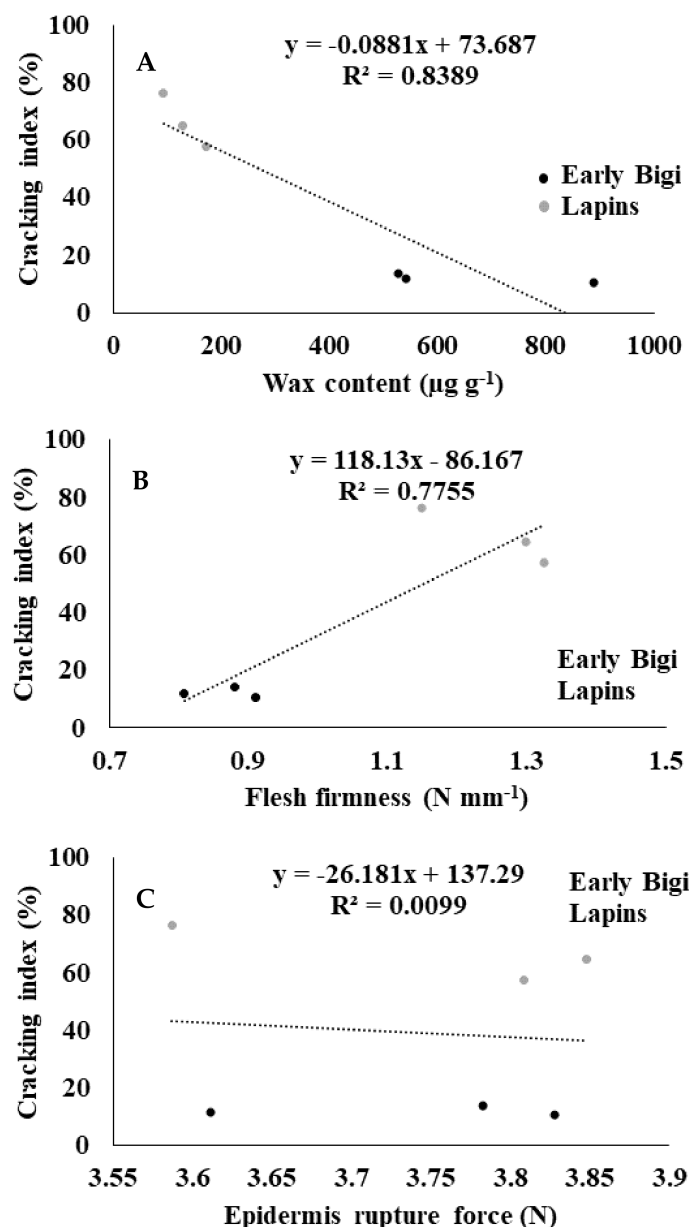 A
y = -0.0881x + 73.687
R² = 0.8389
Cracking index (%)
100
80
60
40
20
0
Early Bigi
Lapins
0 200 400 600 800 1000
Wax content (µg g⁻¹)
B
y = 118.13x - 86.167
R² = 0.7755
Cracking index (%)
100
80
60
40
20
0
Early Bigi
Lapins
0.7 0.9 1.1 1.3 1.5
Flesh firmness (N mm⁻¹)
C
y = -26.181x + 137.29
R² = 0.0099
Cracking index (%)
100
80
60
40
20
0
Early Bigi
Lapins
3.55 3.6 3.65 3.7 3.75 3.8 3.85 3.9
Epidermis rupture force (N)